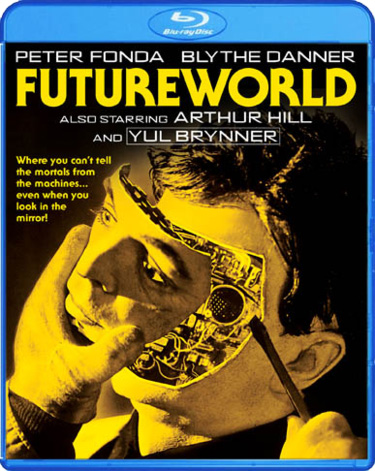 Blu-ray Disc
PETER FONDA BLYTHE DANNER
FUTUREWORLD
ALSO STARRING ARTHUR HILL
AND YUL BRYNNER
Where you can't tell
the mortals from
the machines...
even when you
look in the
mirror!